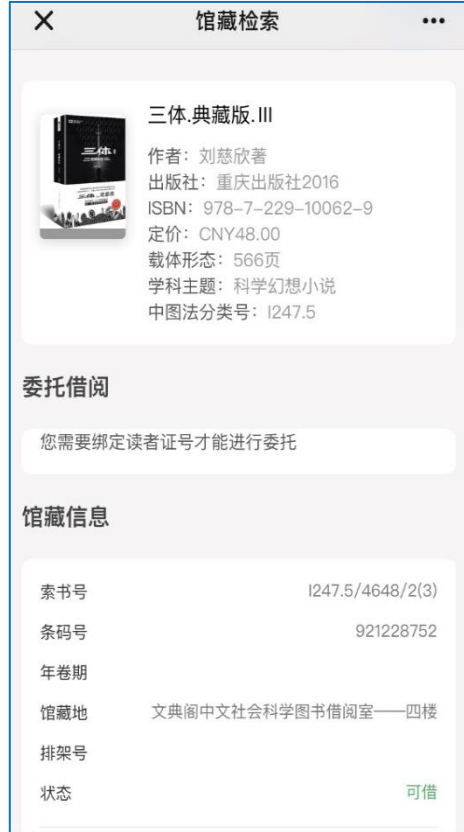 馆藏检索
三体.典藏版.III
作者：刘慈欣著
出版社：重庆出版社2016
ISBN：978-7-229-10062-9
定价：CNY48.00
载体形态：566页
学科主题：科学幻想小说
中图法分类号：I247.5
三体
委托借阅
您需要绑定读者证号才能进行委托
馆藏信息
索书号 I247.5/4648/2(3)
条码号 921228752
年卷期
馆藏地 文典阁中文社会科学图书借阅室——四楼
排架号
状态 可借